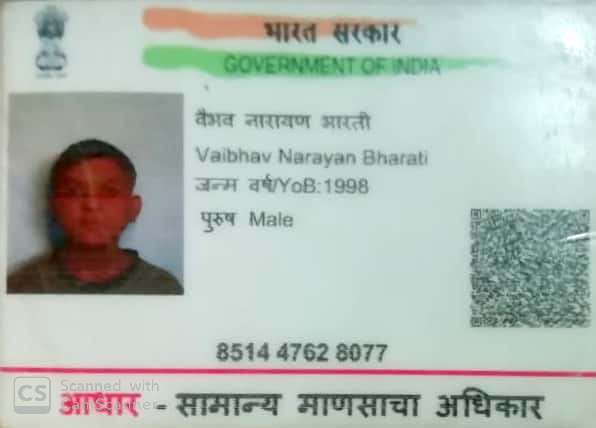 भारत सरकार
GOVERNMENT OF INDIA
वैभव नारायण भारती
Vaibhav Narayan Bharati
जन्म वर्ष/YoB:1998
पुरुष Male
8514 4762 8077
CS Scanned with
CamScanner
आधार - सामान्य माणसाचा अधिकार